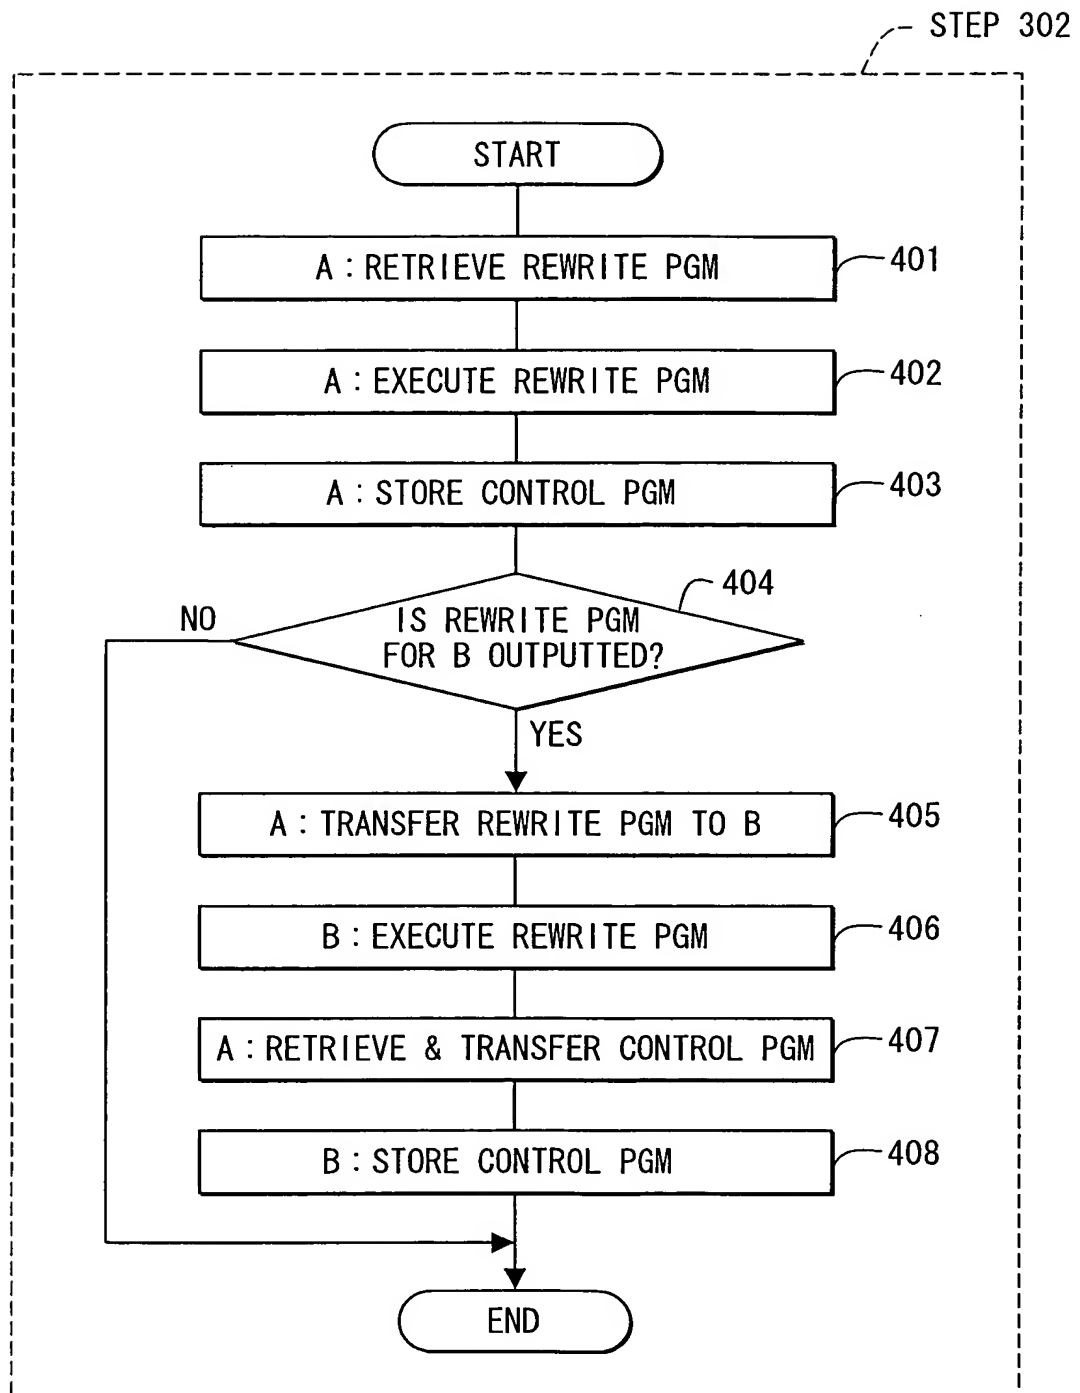 STEP 302
START
A : RETRIEVE REWRITE PGM
401
A : EXECUTE REWRITE PGM
402
A : STORE CONTROL PGM
403
404
NO
IS REWRITE PGM
FOR B OUTPUTTED?
YES
A : TRANSFER REWRITE PGM TO B
405
B : EXECUTE REWRITE PGM
406
A : RETRIEVE & TRANSFER CONTROL PGM
407
B : STORE CONTROL PGM
408
END